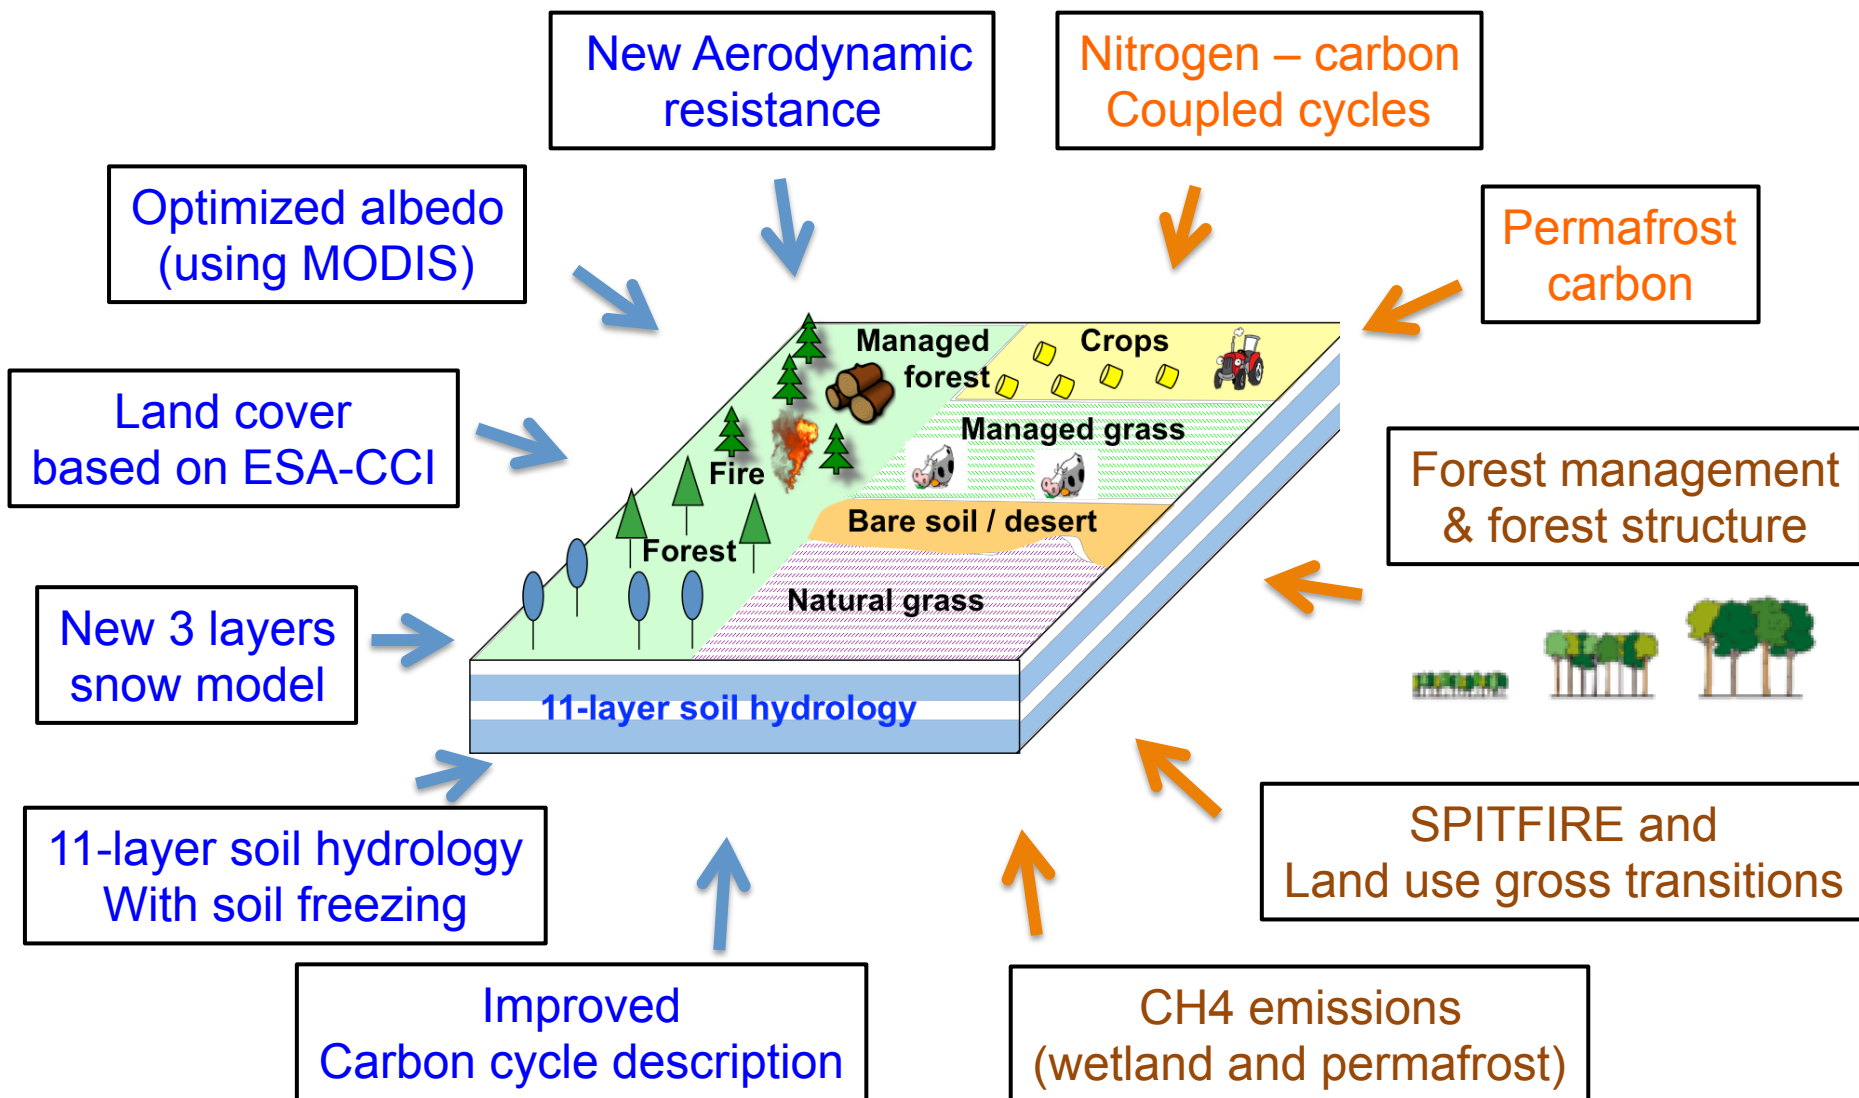 New Aerodynamic
resistance
Nitrogen – carbon
Coupled cycles
Optimized albedo
(using MODIS)
Permafrost
carbon
Land cover
based on ESA-CCI
Managed
forest
Crops
Managed grass
Fire
Bare soil / desert
Forest
Natural grass
11-layer soil hydrology
Forest management
& forest structure
New 3 layers
snow model
11-layer soil hydrology
With soil freezing
SPITFIRE and
Land use gross transitions
Improved
Carbon cycle description
CH4 emissions
(wetland and permafrost)